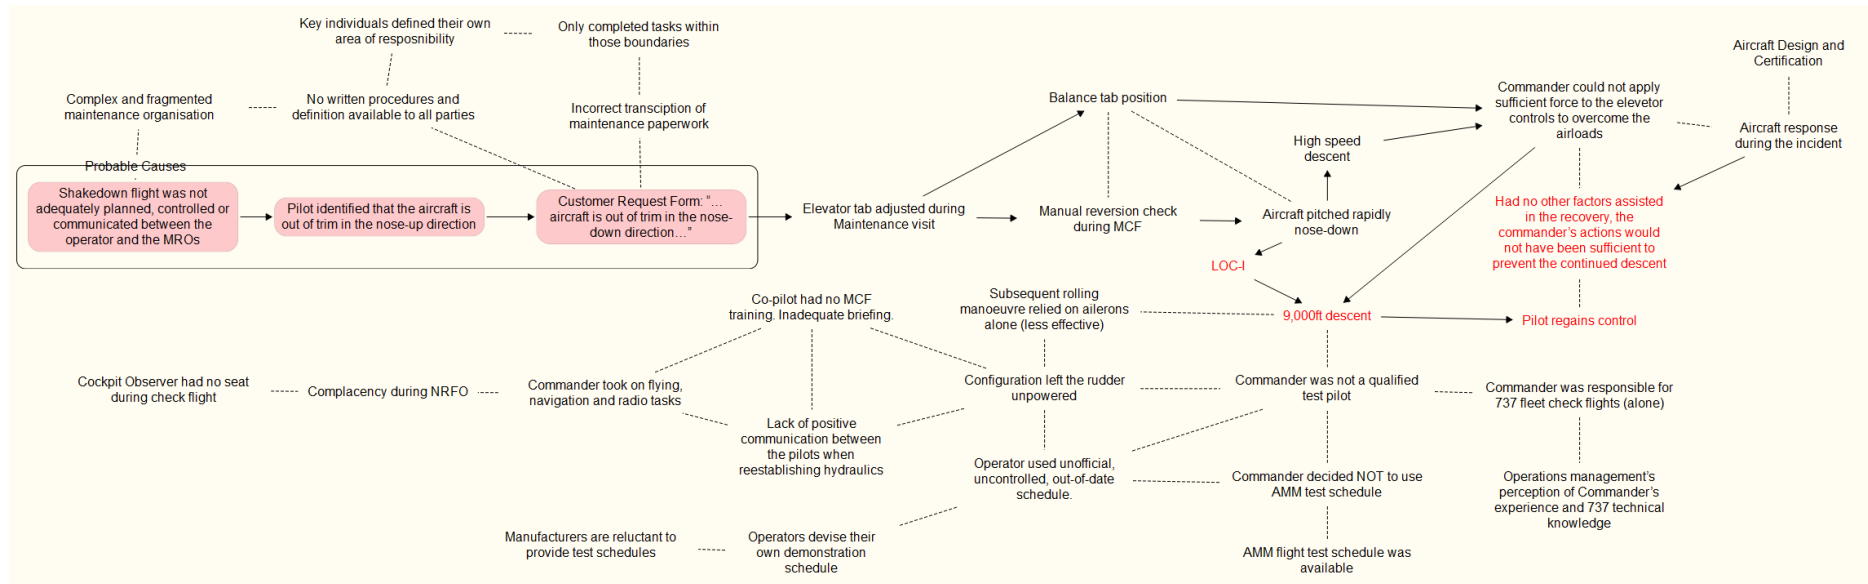 Key individuals defined their own
area of resposnibility
Only completed tasks within
those boundaries
Complex and fragmented
maintenance organisation
No written procedures and
definition available to all parties
Incorrect transciption of
maintenance paperwork
Probable Causes
Shakedown flight was not
adequately planned, controlled or
communicated between the
operator and the MROs
Pilot identified that the aircraft is
out of trim in the nose-up direction
Customer Request Form: “…
aircraft is out of trim in the nose-
down direction…”
Elevator tab adjusted during
Maintenance visit
Balance tab position
Manual reversion check
during MCF
High speed
descent
Aircraft pitched rapidly
nose-down
LOC-I
Commander could not apply
sufficient force to the elevetor
controls to overcome the
airloads
Aircraft Design and
Certification
Aircraft response
during the incident
Had no other factors assisted
in the recovery, the
commander’s actions would
not have been sufficient to
prevent the continued descent
9,000ft descent
Pilot regains control
Co-pilot had no MCF
training. Inadequate briefing.
Subsequent rolling
manoeuvre relied on ailerons
alone (less effective)
Cockpit Observer had no seat
during check flight
Complacency during NRFO
Commander took on flying,
navigation and radio tasks
Lack of positive
communication between
the pilots when
reestablishing hydraulics
Configuration left the rudder
unpowered
Commander was not a qualified
test pilot
Commander was responsible for
737 fleet check flights (alone)
Operator used unofficial,
uncontrolled, out-of-date
schedule.
Commander decided NOT to use
AMM test schedule
Operations management’s
perception of Commander’s
experience and 737 technical
knowledge
Manufacturers are reluctant to
provide test schedules
Operators devise their
own demonstration
schedule
AMM flight test schedule was
available